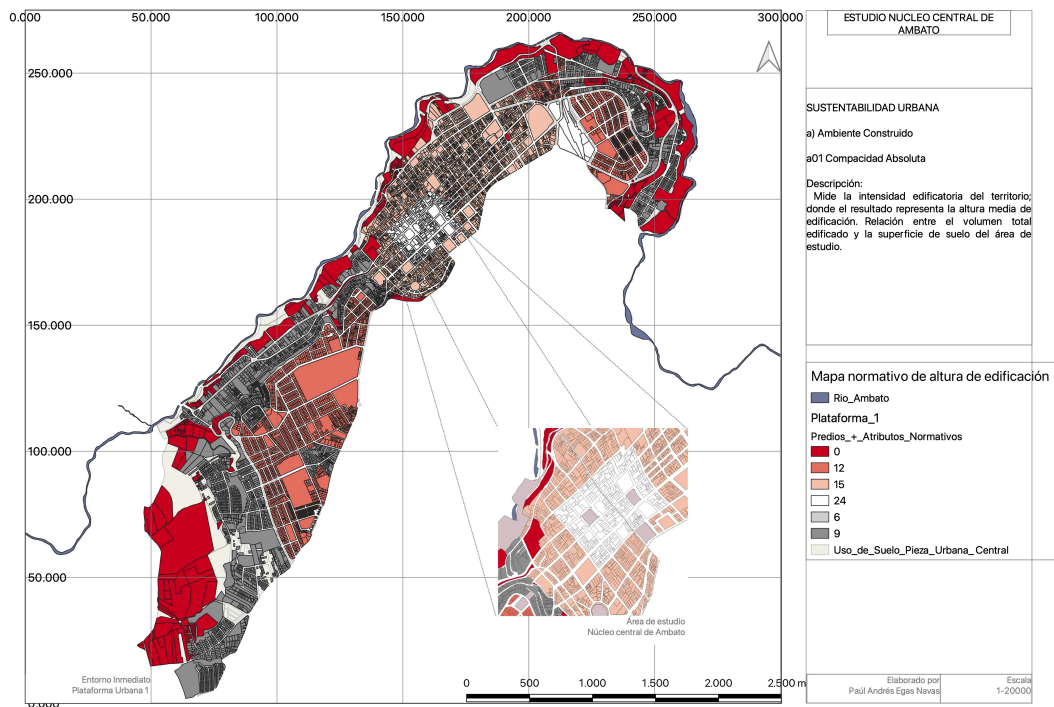 0.000 50.000 100.000 150.000 200.000 250.000 300.000
250.000
200.000
150.000
100.000
50.000
0.000
Entorno Inmediato
Plataforma Urbana 1
Área de estudio
Núcleo central de Ambato
0 500 1.000 1.500 2.000 2.500 m
ESTUDIO NUCLEO CENTRAL DE
AMBATO
SUSTENTABILIDAD URBANA
a) Ambiente Construido
a01 Compacidad Absoluta
Descripción:
Mide la intensidad edificatoria del territorio;
donde el resultado representa la altura media de
edificación. Relación entre el volumen total
edificado y la superficie de suelo del área de
estudio.
Mapa normativo de altura de edificación
Rio_Ambato
Plataforma_1
Predios_+_Atributos_Normativos
0
12
15
24
6
9
Uso_de_Suelo_Pieza_Urbana_Central
Elaborado por
Paúl Andrés Egas Navas
Escala
1-20000